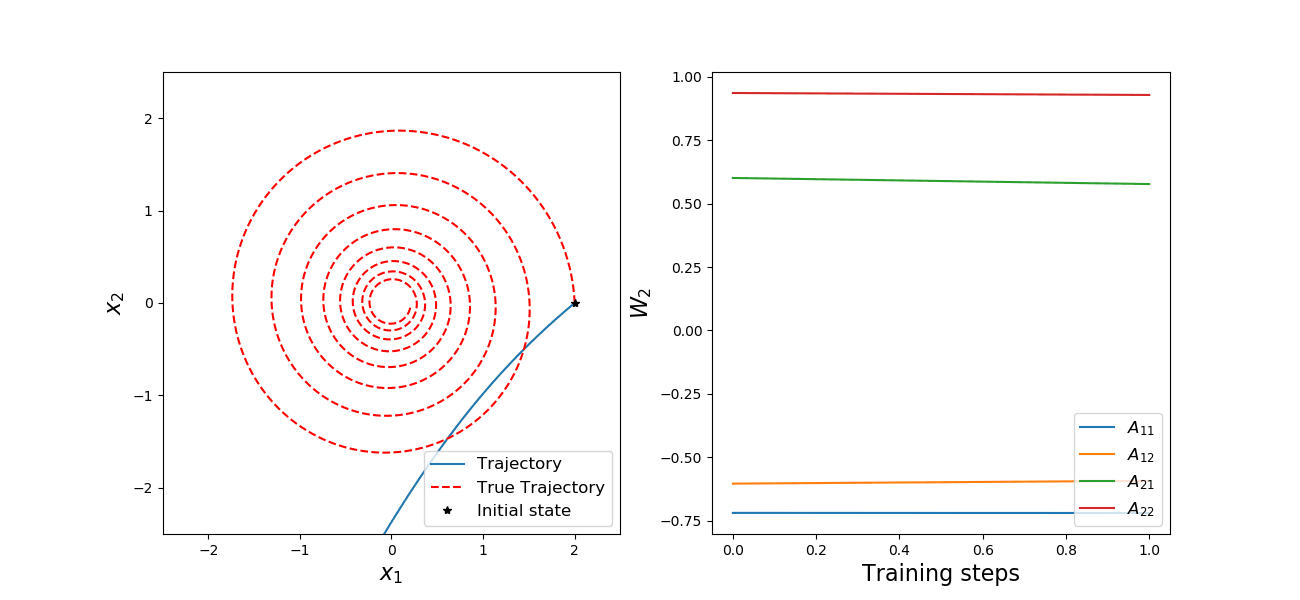 2
1
0
−1
−2
x₂
−2
−1
0
1
2
x₁
Trajectory
True Trajectory
Initial state
1.00
0.75
0.50
0.25
0.00
−0.25
−0.50
−0.75
W₂
0.0
0.2
0.4
0.6
0.8
1.0
Training steps
A₁₁
A₁₂
A₂₁
A₂₂